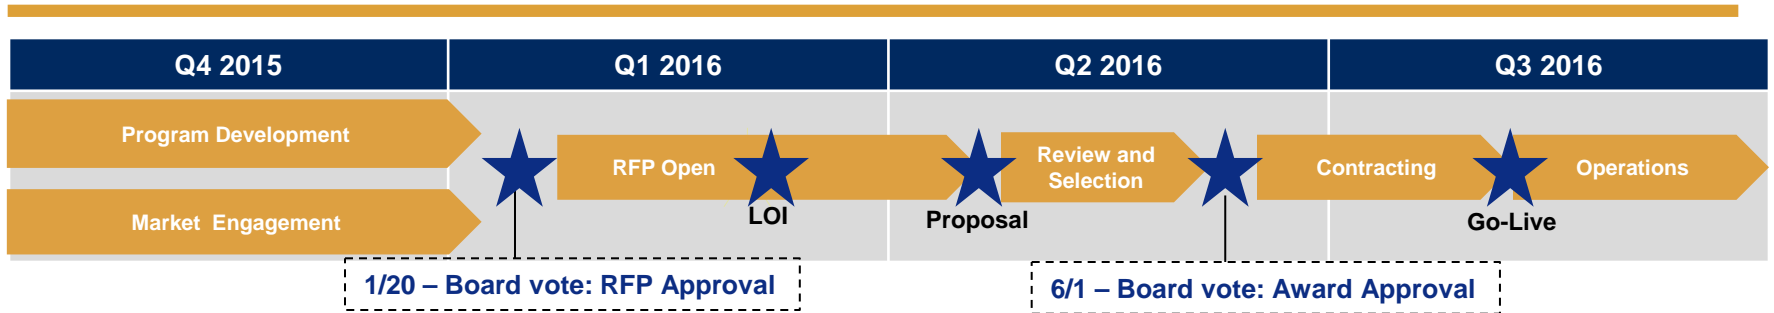 Q4 2015
Q1 2016
Q2 2016
Q3 2016
Program Development
Market Engagement
RFP Open
LOI
Proposal
Review and
Selection
Contracting
Go-Live
Operations
1/20 – Board vote: RFP Approval
6/1 – Board vote: Award Approval